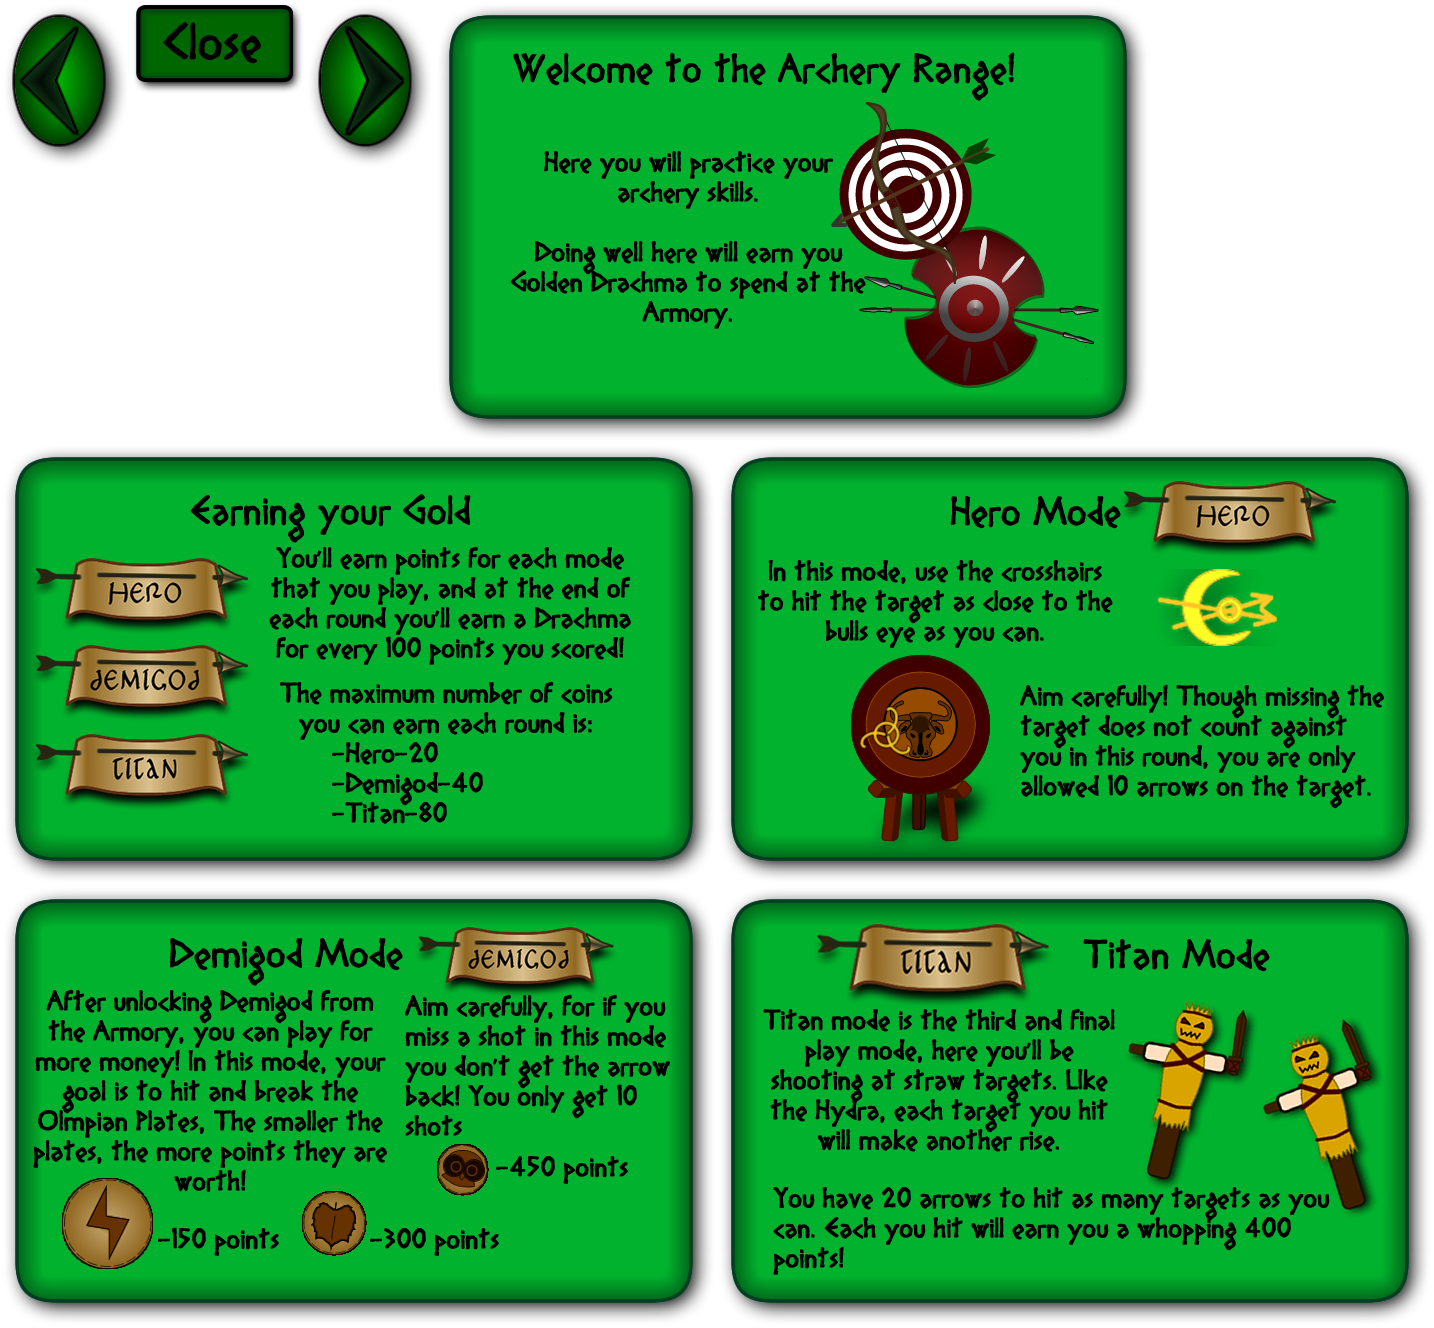 Close
Welcome to the Archery Range!
Here you will practice your
archery skills.
Doing well here will earn you
Golden Drachma to spend at the
Armory.
Earning your Gold
HERO
DEMIGOD
TITAN
You'll earn points for each mode
that you play, and at the end of
each round you'll earn a Drachma
for every 100 points you scored!
The maximum number of coins
you can earn each round is:
-Hero-20
-Demigod-40
-Titan-80
Hero Mode
HERO
In this mode, use the crosshairs
to hit the target as close to the
bulls eye as you can.
Aim carefully! Though missing the
target does not count against
you in this round, you are only
allowed 10 arrows on the target.
Demigod Mode
DEMIGOD
After unlocking Demigod from
the Armory, you can play for
more money! In this mode, your
goal is to hit and break the
Olmpian Plates, The smaller the
plates, the more points they are
worth!
Aim carefully, for if you
miss a shot in this mode
you don't get the arrow
back! You only get 10
shots
-450 points
-150 points
-300 points
TITAN
Titan Mode
Titan mode is the third and final
play mode, here you'll be
shooting at straw targets. LIke
the Hydra, each target you hit
will make another rise.
You have 20 arrows to hit as many targets as you
can. Each you hit will earn you a whopping 400
points!